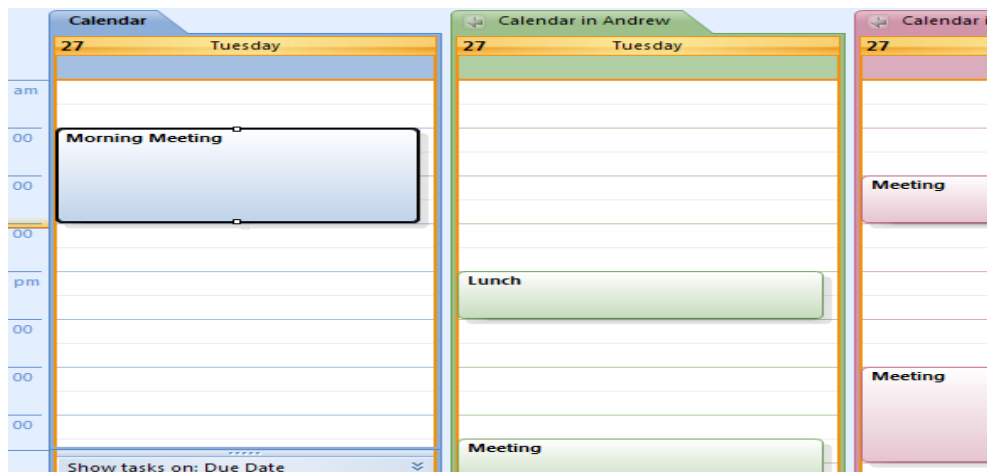 Calendar
Calendar in Andrew
Calendar i
27 Tuesday
27 Tuesday
27
am
00
Morning Meeting
00
Meeting
00
pm
Lunch
00
00
Meeting
00
Meeting
Show tasks on: Due Date